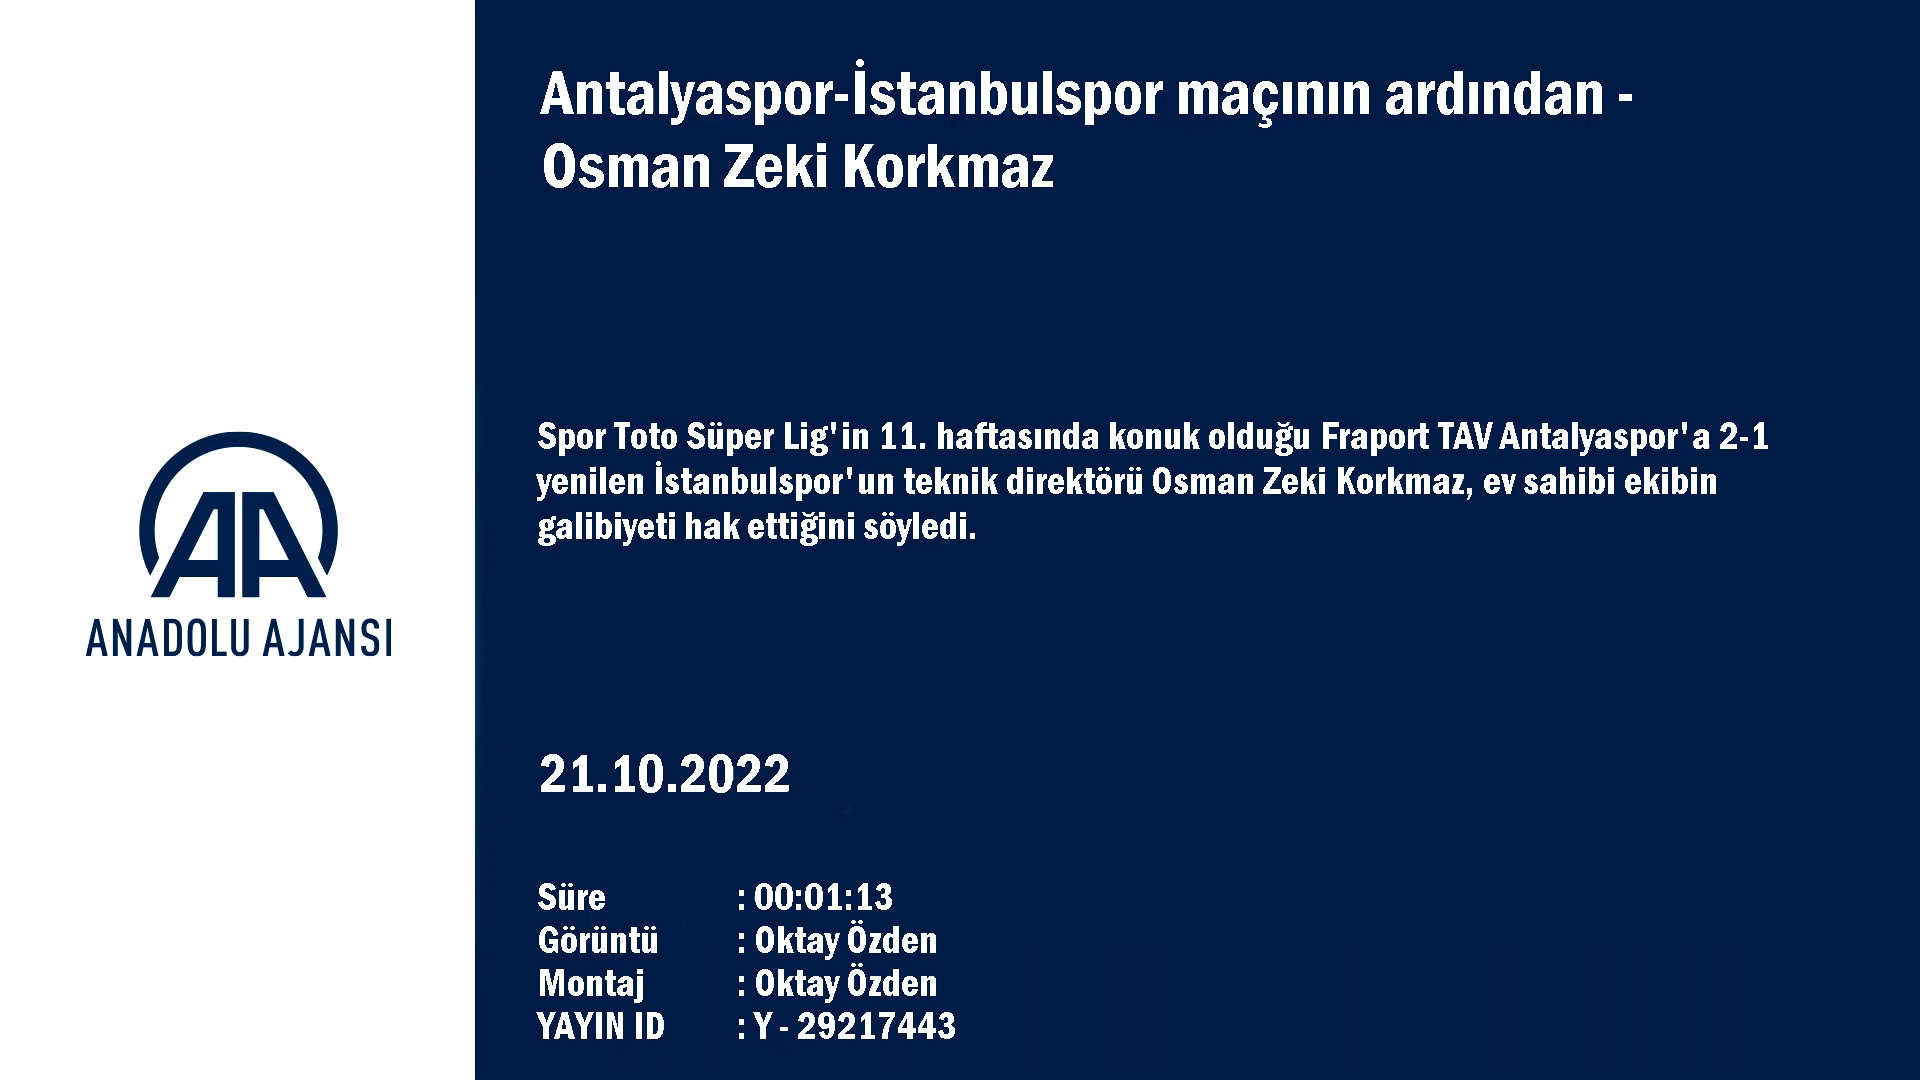 Antalyaspor-İstanbulspor maçının ardından -
Osman Zeki Korkmaz
Spor Toto Süper Lig'in 11. haftasında konuk olduğu Fraport TAV Antalyaspor'a 2-1
yenilen İstanbulspor'un teknik direktörü Osman Zeki Korkmaz, ev sahibi ekibin
galibiyeti hak ettiğini söyledi.
AA
ANADOLU AJANSI
21.10.2022
Süre : 00:01:13
Görüntü : Oktay Özden
Montaj : Oktay Özden
YAYIN ID : Y - 29217443